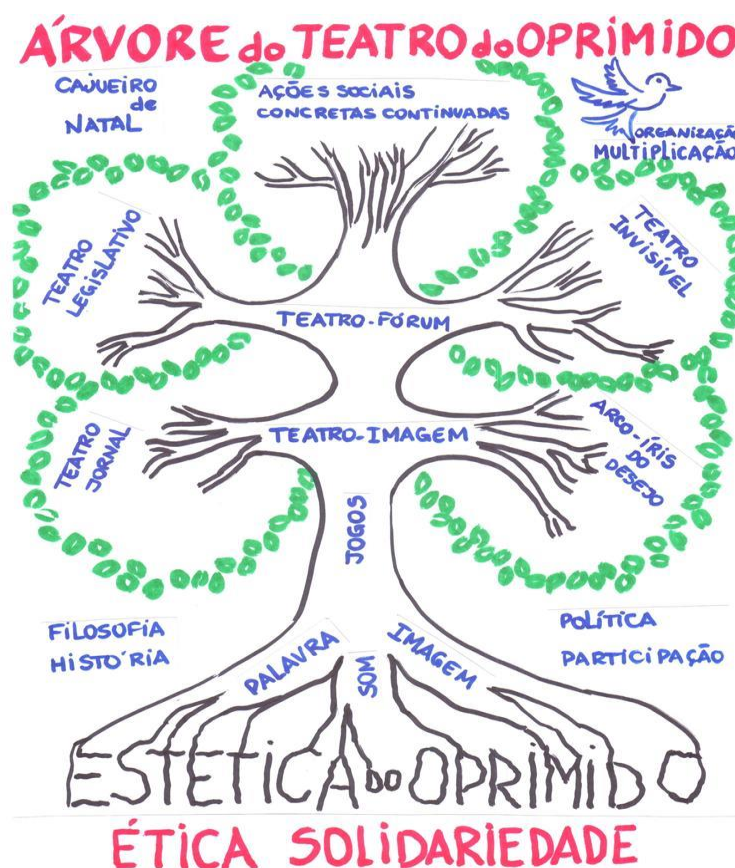 ÁRVORE do TEATRO do OPRIMIDO
CAJUEIRO
de
NATAL
AÇÕES SOCIAIS
CONCRETAS CONTINUADAS
ORGANIZAÇÃO
MULTIPLICAÇÃO
TEATRO
LEGISLATIVO
TEATRO
INVISÍVEL
TEATRO-FÓRUM
TEATRO
JORNAL
TEATRO-IMAGEM
ARCO-ÍRIS
DO
DESEJO
JOGOS
FILOSOFIA
HISTÓRIA
POLÍTICA
PARTICIPAÇÃO
PALAVRA
SOM
IMAGEM
ESTETICA do OPRIMIDO
ÉTICA SOLIDARIEDADE